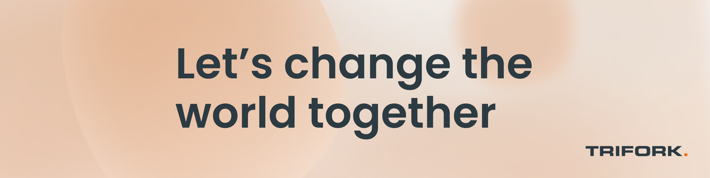 Let’s change the
world together
TRIFORK.